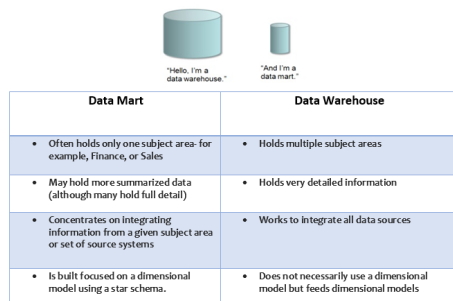 "Hello, I'm a
data warehouse."
"And I'm a
data mart."
Data Mart
Data Warehouse
• Often holds only one subject area- for
example, Finance, or Sales
• Holds multiple subject areas
• May hold more summarized data
(although many hold full detail)
• Holds very detailed information
• Concentrates on integrating
information from a given subject area
or set of source systems
• Works to integrate all data sources
• Is built focused on a dimensional
model using a star schema.
• Does not necessarily use a dimensional
model but feeds dimensional models